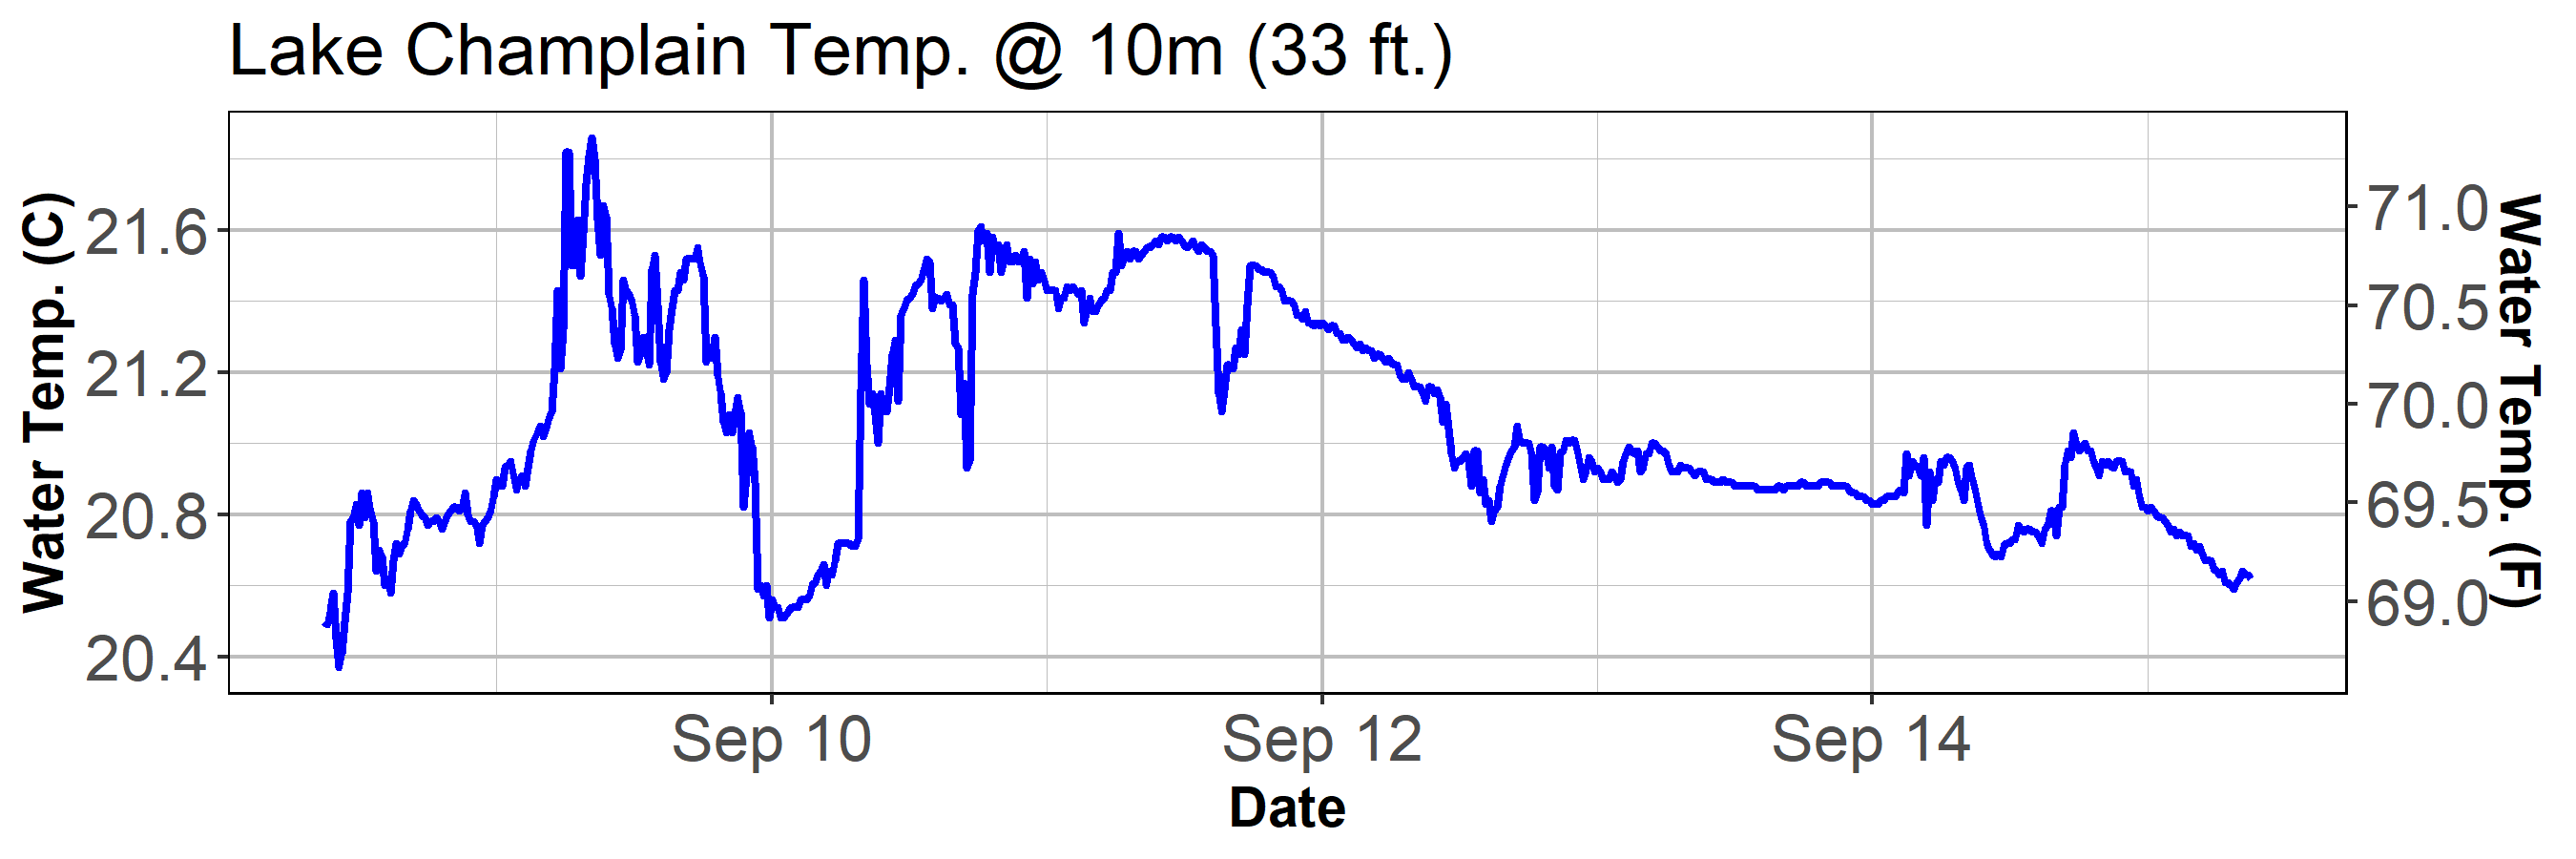 Lake Champlain Temp. @ 10m (33 ft.)
Water Temp. (C)
21.6
21.2
20.8
20.4
71.0
70.5
70.0
69.5
69.0
Water Temp. (F)
Sep 10
Sep 12
Sep 14
Date